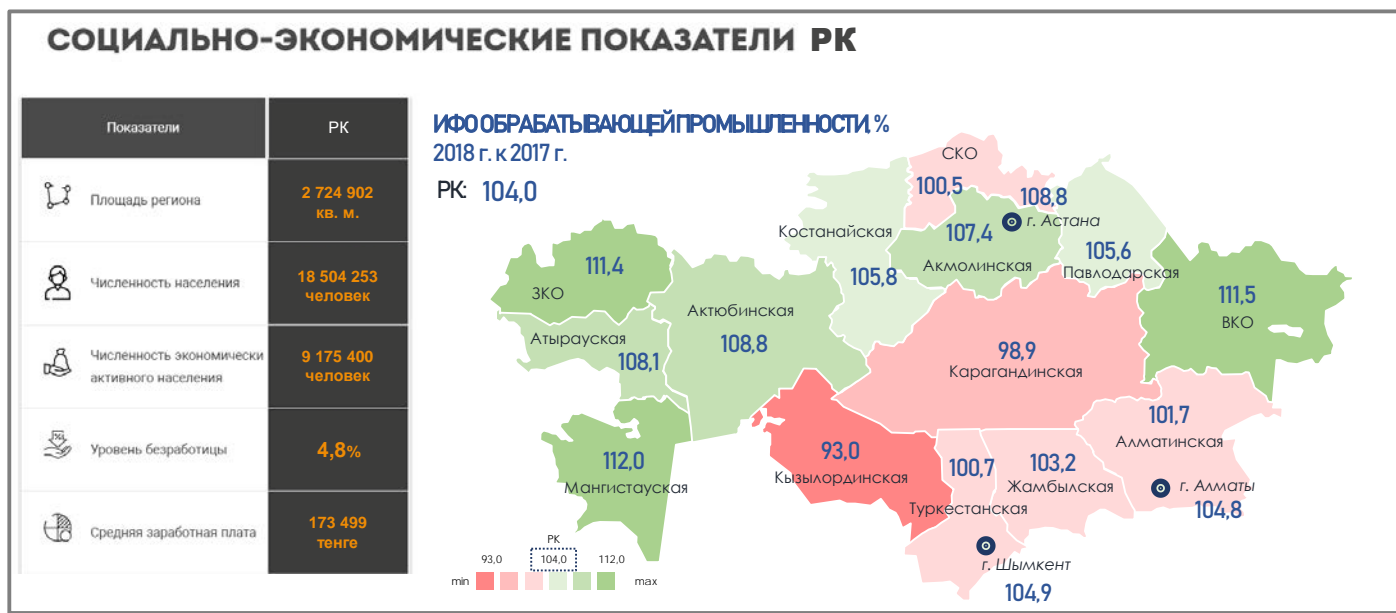 СОЦИАЛЬНО-ЭКОНОМИЧЕСКИЕ ПОКАЗАТЕЛИ РК
Показатели РК
Площадь региона
2 724 902
кв. м.
Численность населения
18 504 253
человек
Численность экономически
активного населения
9 175 400
человек
Уровень безработицы
4,8%
Средняя заработная плата
173 499
тенге
ИФО ОБРАБАТЫВАЮЩЕЙ ПРОМЫШЛЕННОСТИ, %
2018 г. к 2017 г.
РК: 104,0
СКО
100,5
108,8
г. Астана
Костанайская
105,8
107,4
Акмолинская
105,6
Павлодарская
111,4
ЗКО
Атырауская
108,1
Актюбинская
108,8
111,5
ВКО
98,9
Карагандинская
112,0
Мангистауская
93,0
Кызылординская
100,7
Туркестанская
103,2
Жамбылская
101,7
Алматинская
г. Алматы
104,8
г. Шымкент
104,9
РК
93,0 104,0 112,0
min max